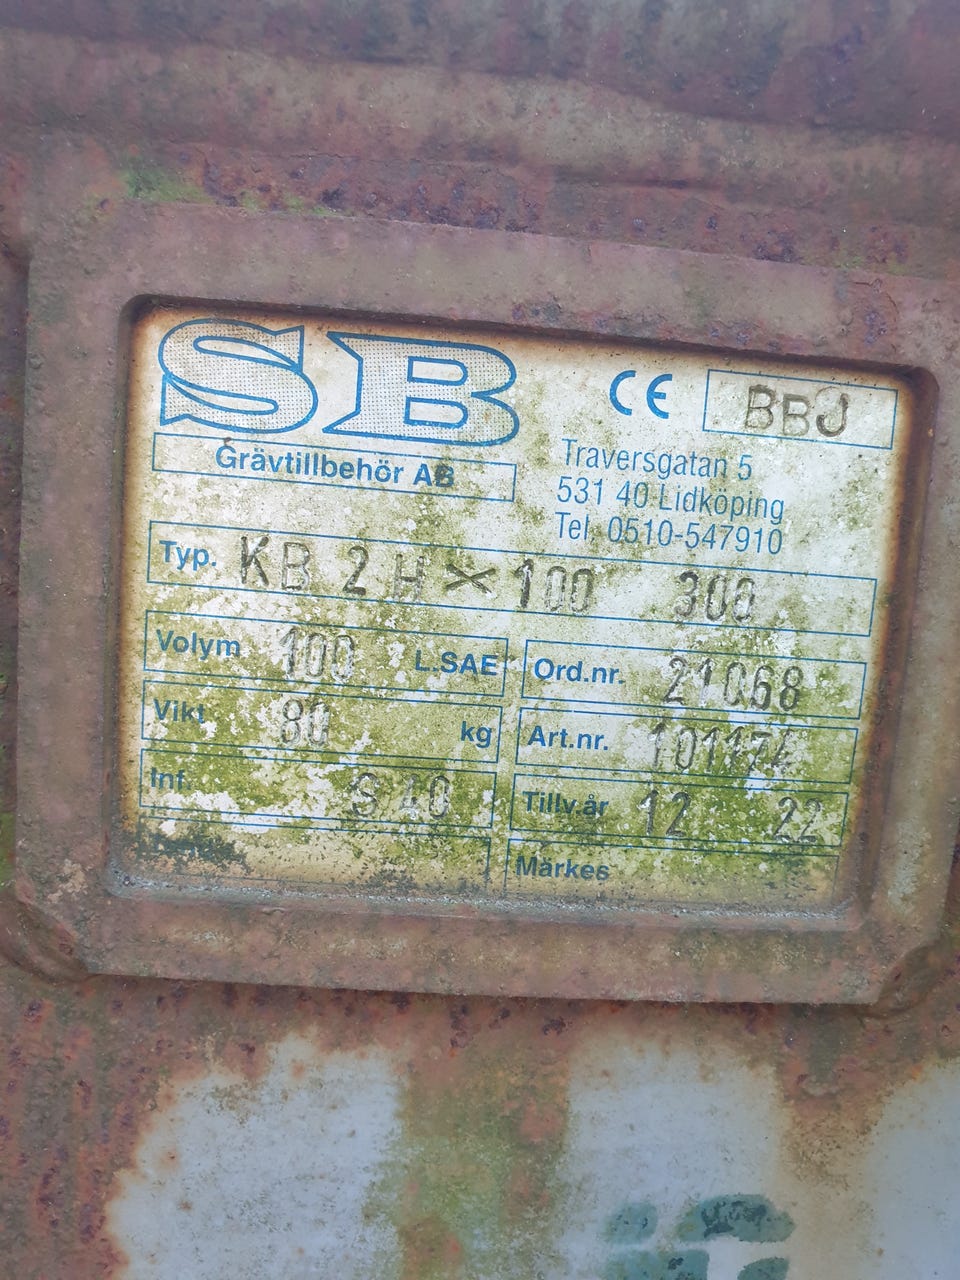 SB
Grävtillbehör AB
CE BBJ
Traversgatan 5
531 40 Lidköping
Tel. 0510-547910
Typ. KB 2 H × 100 300
Volym 100 L.SAE
Ord.nr. 21068
Vikt 80 kg
Art.nr. 101174
Inf. S 40
Tillv.år 12 22
Märkes